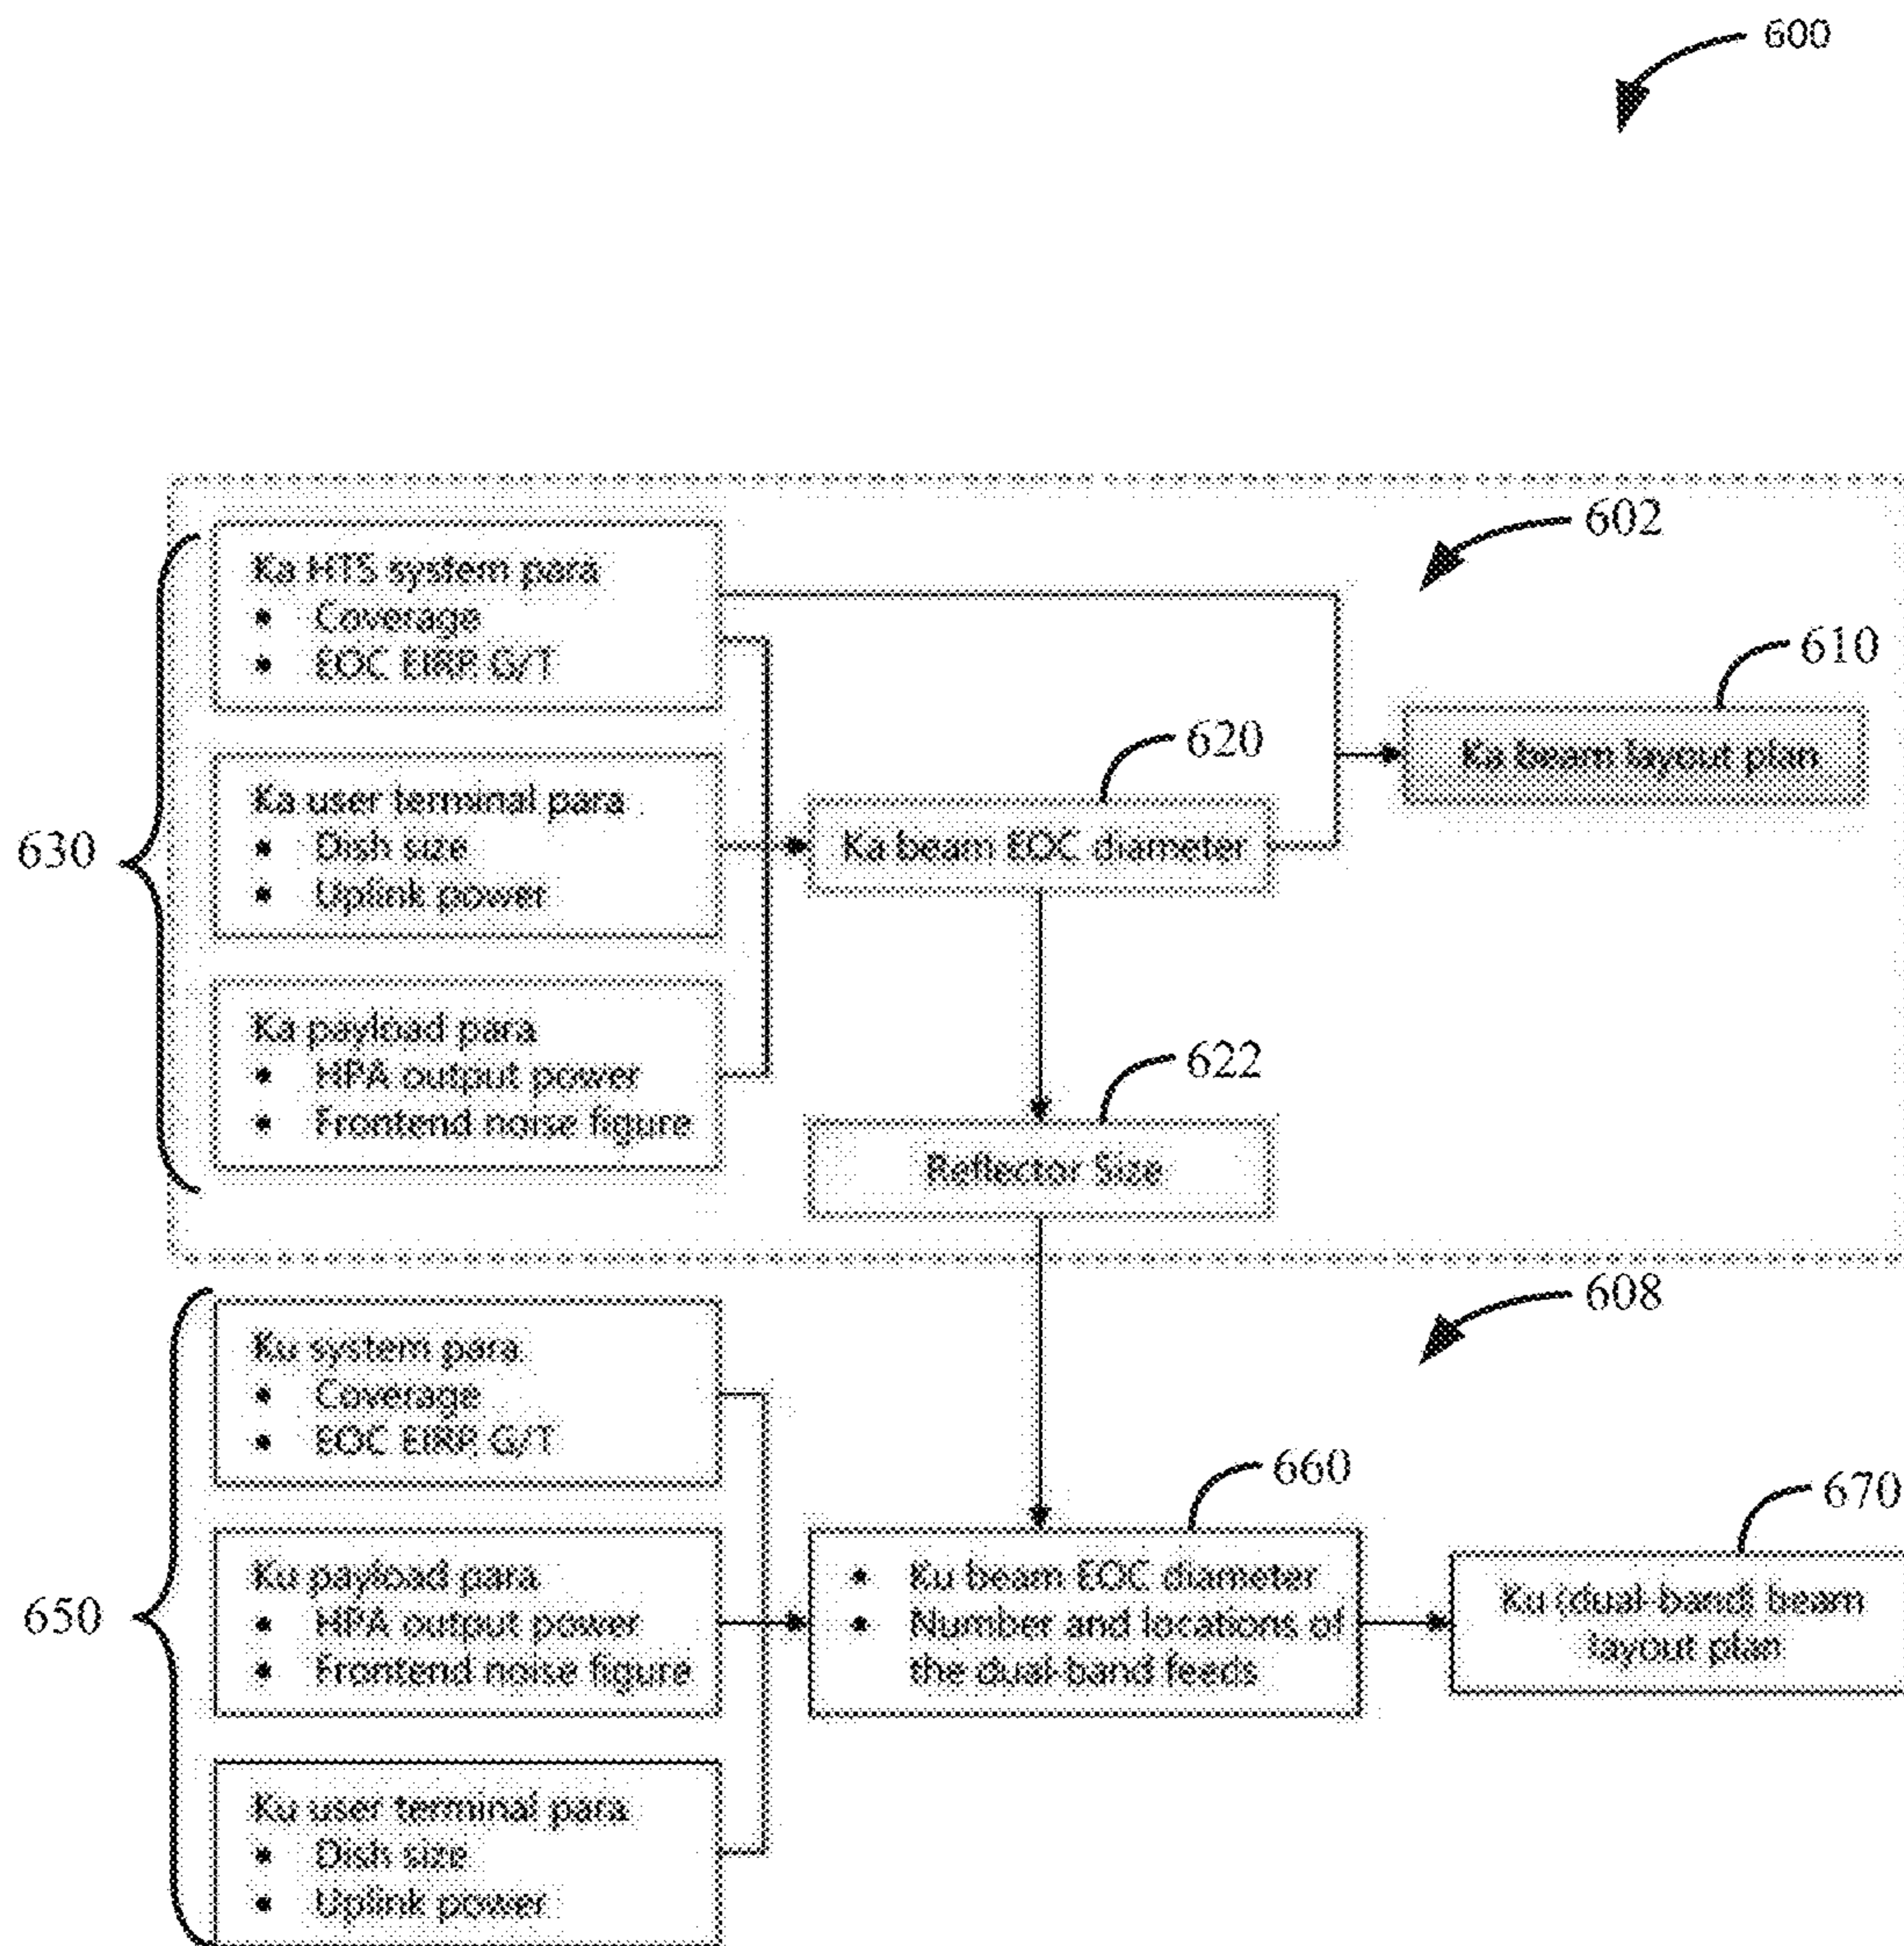 600
602
Ka HTS system para
• Coverage
• EOC EIRP, G/T
610
Ka beam layout plan
620
Ka user terminal para
• Dish size
• Uplink power
630
Ka beam EOC diameter
Ka payload para
• HPA output power
• Frontend noise figure
622
Reflector Size
608
Ku system para
• Coverage
• EOC EIRP, G/T
660
670
Ku payload para
• HPA output power
• Frontend noise figure
650
• Ku beam EOC diameter
• Number and locations of
the dual-band feeds
Ku (dual-band) beam
layout plan
Ku user terminal para
• Dish size
• Uplink power